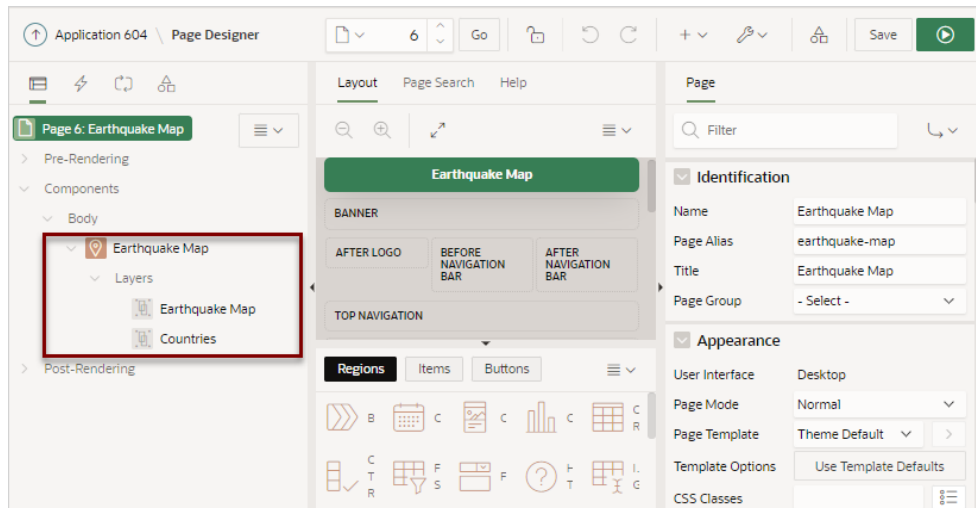 Application 604 \ Page Designer
6
Go
Save
Page 6: Earthquake Map
Pre-Rendering
Components
Body
Earthquake Map
Layers
Earthquake Map
Countries
Post-Rendering
Layout Page Search Help
Earthquake Map
BANNER
AFTER LOGO
BEFORE
NAVIGATION
BAR
AFTER
NAVIGATION
BAR
TOP NAVIGATION
Regions Items Buttons
B C C C C
R
C
T
R
F
S
F
T
G
Page
Filter
Identification
Name Earthquake Map
Page Alias earthquake-map
Title Earthquake Map
Page Group - Select -
Appearance
User Interface Desktop
Page Mode Normal
Page Template Theme Default
Template Options Use Template Defaults
CSS Classes